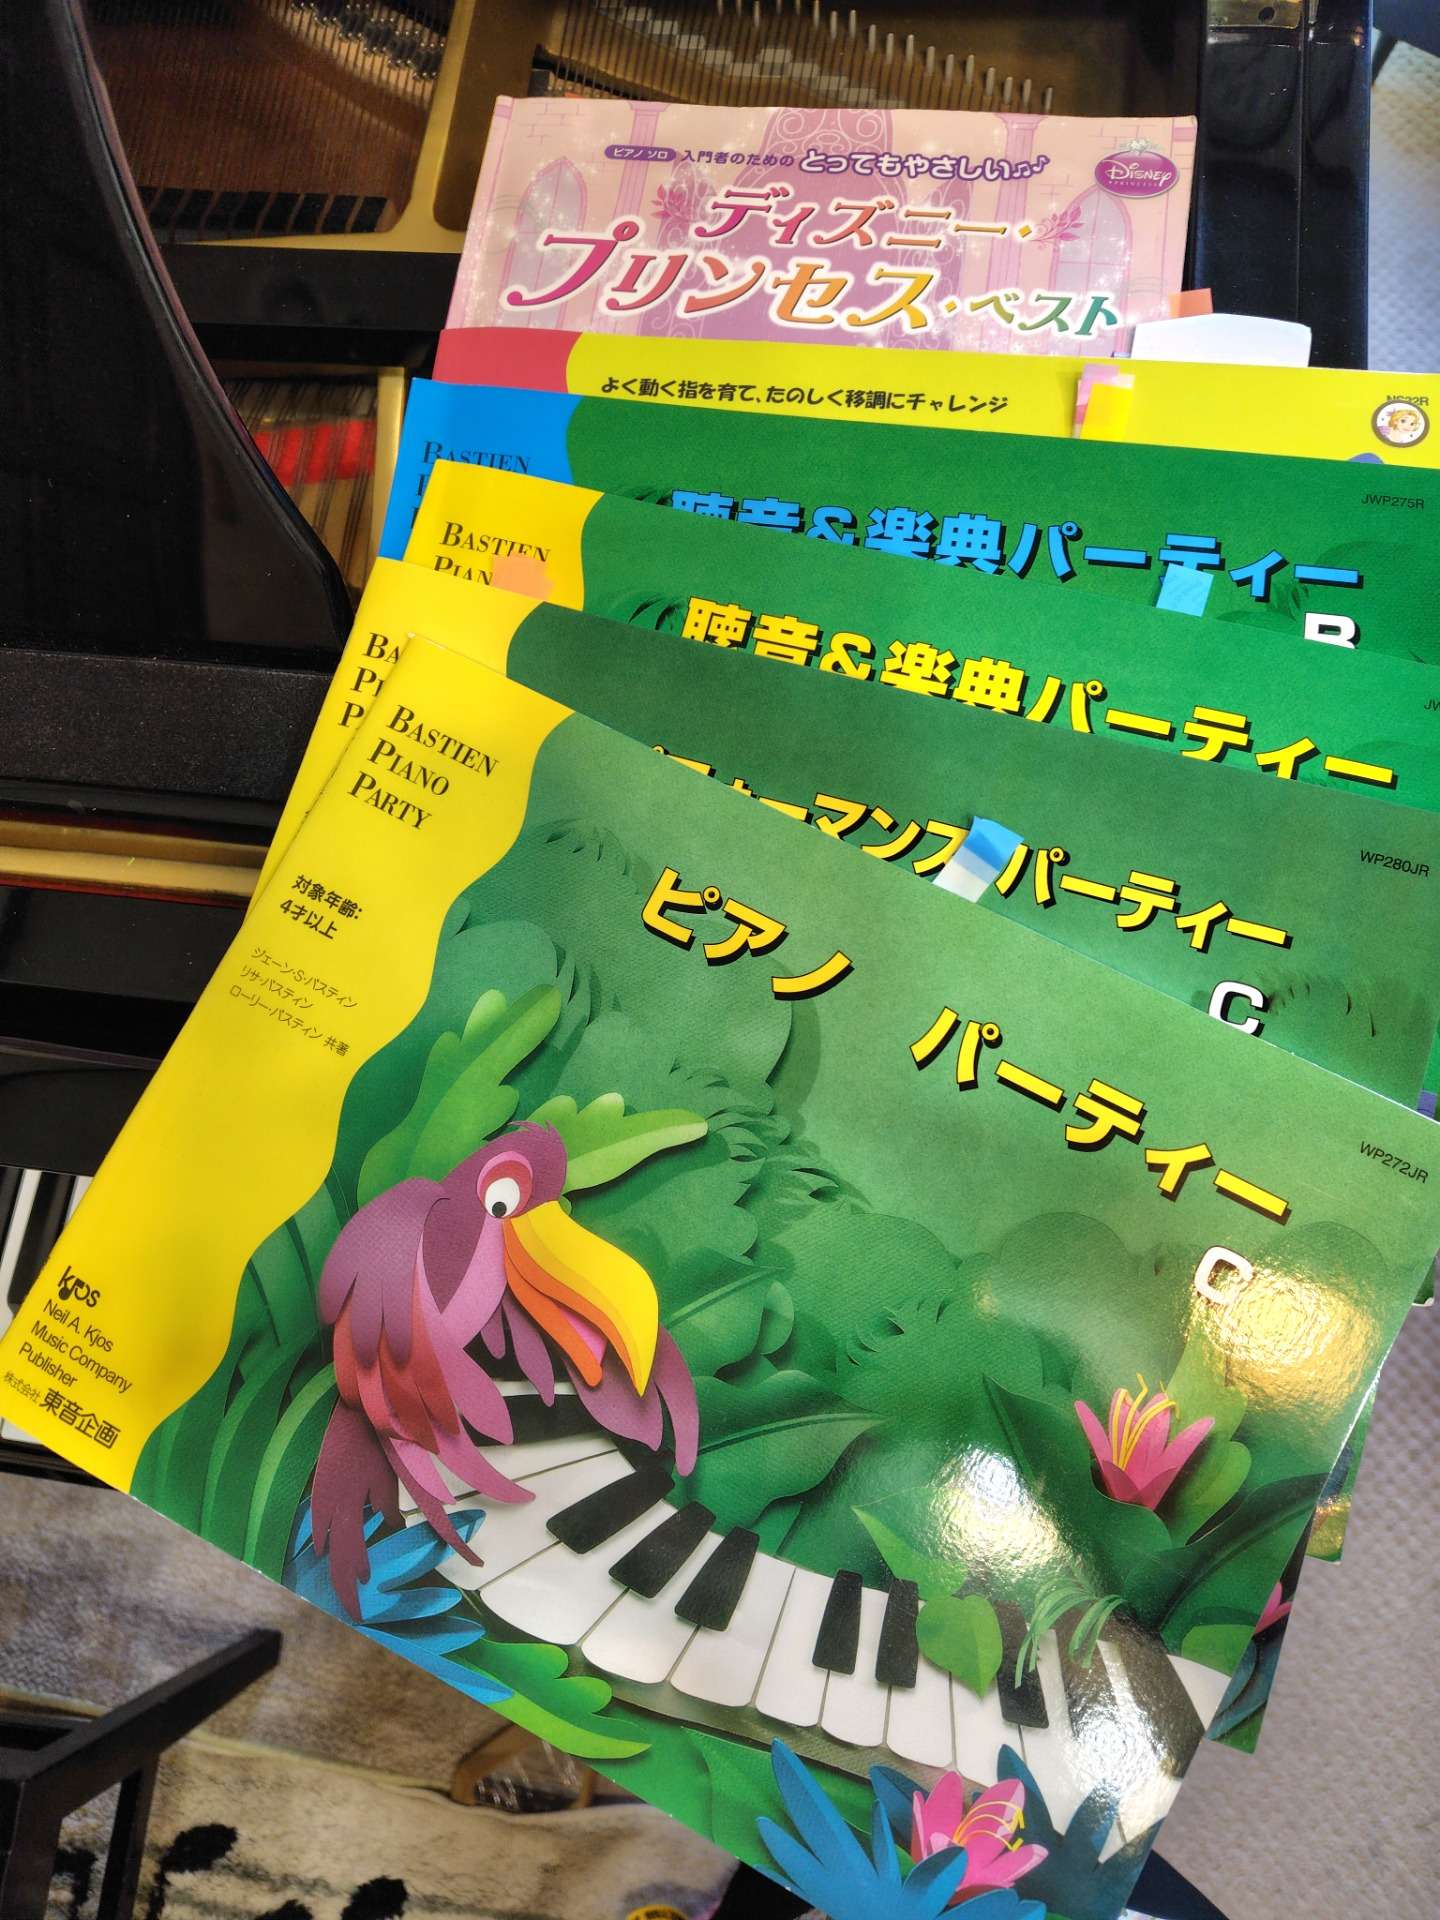 ピアノ ソロ 入門者のための とってもやさしい♫♪
Disney
PRINCESS
ディズニー・
プリンセス・ベスト
よく動く指を育て、たのしく移調にチャレンジ
BASTIEN
聴音&楽典パーティー
JWP275R
B
BASTIEN
聴音&楽典パーティー
パーティー
WP280JR
C
BASTIEN
PIANO
PARTY
対象年齢:
4才以上
ジェーン・S・バスティン
リサ・バスティン
ローリー・バスティン 共著
ピアノ パーティー
WP272JR
C
kjos
Neil A. Kjos
Music Company
Publisher
株式会社 東音企画